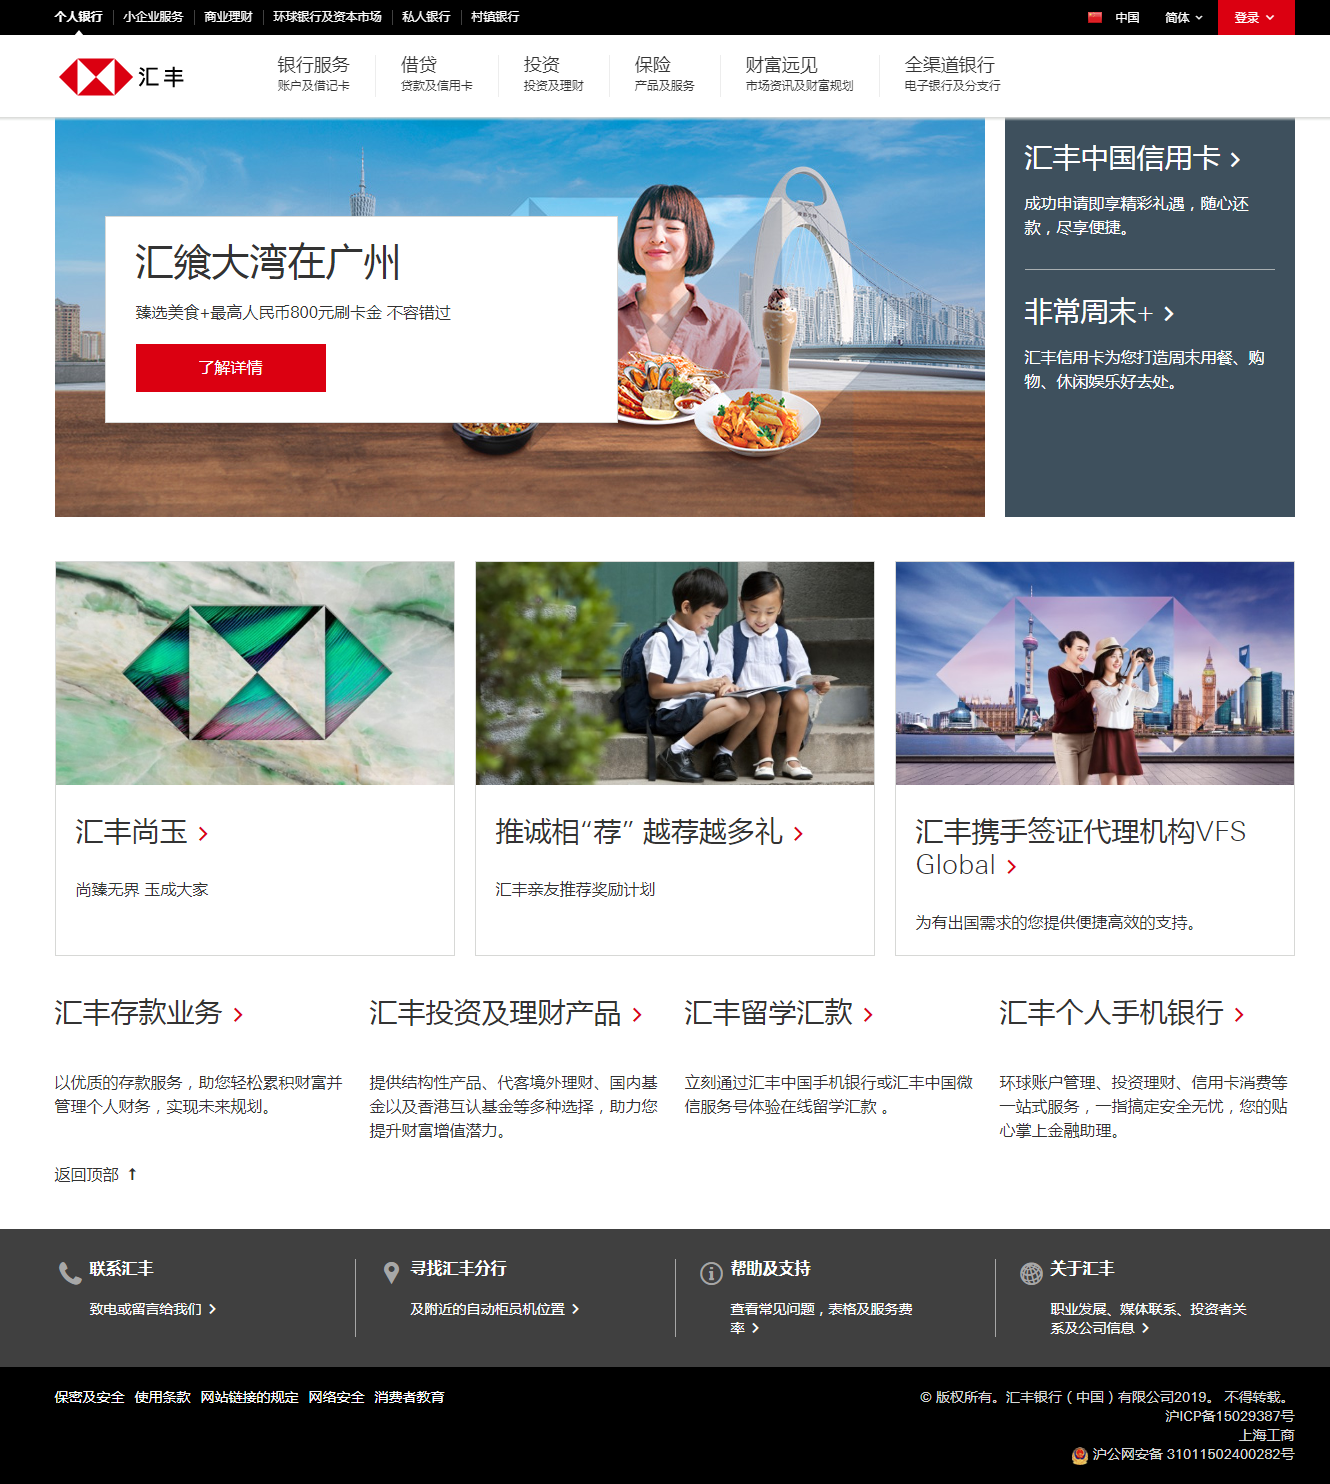 个人银行 小企业服务 商业理财 环球银行及资本市场 私人银行 村镇银行
中国 简体 登录
汇丰
银行服务
账户及借记卡
借贷
贷款及信用卡
投资
投资及理财
保险
产品及服务
财富远见
市场资讯及财富规划
全渠道银行
电子银行及分支行
汇飨大湾在广州
臻选美食+最高人民币800元刷卡金 不容错过
了解详情
汇丰中国信用卡
成功申请即享精彩礼遇，随心还
款，尽享便捷。
非常周末+
汇丰信用卡为您打造周末用餐、购
物、休闲娱乐好去处。
汇丰尚玉
尚臻无界 玉成大家
推诚相“荐” 越荐越多礼
汇丰亲友推荐奖励计划
汇丰携手签证代理机构VFS
Global
为有出国需求的您提供便捷高效的支持。
汇丰存款业务
以优质的存款服务，助您轻松累积财富并
管理个人财务，实现未来规划。
汇丰投资及理财产品
提供结构性产品、代客境外理财、国内基
金以及香港互认基金等多种选择，助力您
提升财富增值潜力。
汇丰留学汇款
立刻通过汇丰中国手机银行或汇丰中国微
信服务号体验在线留学汇款 。
汇丰个人手机银行
环球账户管理、投资理财、信用卡消费等
一站式服务，一指搞定安全无忧，您的贴
心掌上金融助理。
返回顶部
联系汇丰
致电或留言给我们
寻找汇丰分行
及附近的自动柜员机位置
帮助及支持
查看常见问题，表格及服务费
率
关于汇丰
职业发展、媒体联系、投资者关
系及公司信息
保密及安全 使用条款 网站链接的规定 网络安全 消费者教育
© 版权所有。汇丰银行（中国）有限公司2019。 不得转载。
沪ICP备15029387号
上海工商
沪公网安备 31011502400282号